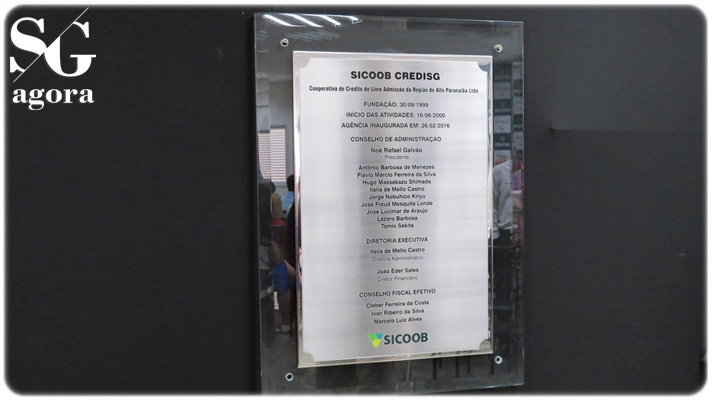 SG
agora
SICOOB CREDISG
Cooperativa de Crédito de Livre Admissão da Região do Alto Paranaíba Ltda
FUNDAÇÃO: 30/09/1999
INÍCIO DAS ATIVIDADES: 16/06/2000
AGÊNCIA INAUGURADA EM: 26/02/2016
CONSELHO DE ADMINISTRAÇÃO
Noé Rafael Galvão
Presidente
Antônio Barbosa de Menezes
Flavio Márcio Ferreira da Silva
Hugo Massakazu Shimada
Itália de Mello Castro
Jorge Nobuhico Kiryu
José Freud Mesquita Londe
José Lucimar de Araujo
Lázaro Barbosa
Tamio Sekita
DIRETORIA EXECUTIVA
Itália de Mello Castro
Diretora Administrativo
João Eder Sales
Diretor Financeiro
CONSELHO FISCAL EFETIVO
Cleber Ferreira da Costa
Ivan Ribeiro da Silva
Marcelo Luiz Alves
SICOOB